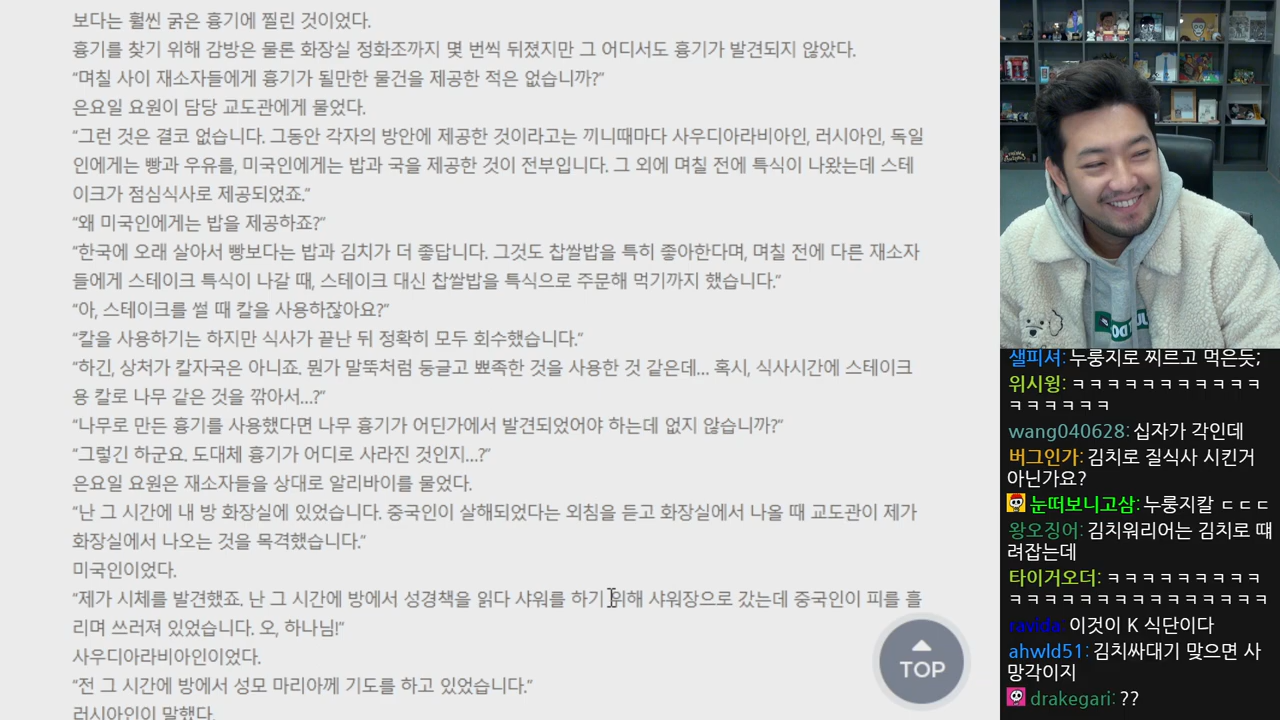 보다는 훨씬 굵은 흉기에 찔린 것이었다.
흉기를 찾기 위해 감방은 물론 화장실 정화조까지 몇 번씩 뒤졌지만 그 어디서도 흉기가 발견되지 않았다.
“며칠 사이 재소자들에게 흉기가 될만한 물건을 제공한 적은 없습니까?”
은요일 요원이 담당 교도관에게 물었다.
“그런 것은 결코 없습니다. 그동안 각자의 방안에 제공한 것이라고는 끼니때마다 사우디아라비아인, 러시아인, 독일
인에게는 빵과 우유를, 미국인에게는 밥과 국을 제공한 것이 전부입니다. 그 외에 며칠 전에 특식이 나왔는데 스테
이크가 점심식사로 제공되었죠.”
“왜 미국인에게는 밥을 제공하죠?”
“한국에 오래 살아서 빵보다는 밥과 김치가 더 좋답니다. 그것도 찹쌀밥을 특히 좋아한다며, 며칠 전에 다른 재소자
들에게 스테이크 특식이 나갈 때, 스테이크 대신 찹쌀밥을 특식으로 주문해 먹기까지 했습니다.”
“아, 스테이크를 썰 때 칼을 사용하잖아요?”
“칼을 사용하기는 하지만 식사가 끝난 뒤 정확히 모두 회수했습니다.”
“하긴, 상처가 칼자국은 아니죠. 뭔가 말뚝처럼 둥글고 뾰족한 것을 사용한 것 같은데... 혹시, 식사시간에 스테이크
용 칼로 나무 같은 것을 깎아서...?”
“나무로 만든 흉기를 사용했다면 나무 흉기가 어딘가에서 발견되었어야 하는데 없지 않습니까?”
“그렇긴 하군요. 도대체 흉기가 어디로 사라진 것인지...?”
은요일 요원은 재소자들을 상대로 알리바이를 물었다.
“난 그 시간에 내 방 화장실에 있었습니다. 중국인이 살해되었다는 외침을 듣고 화장실에서 나올 때 교도관이 제가
화장실에서 나오는 것을 목격했습니다.”
미국인이었다.
“제가 시체를 발견했죠. 난 그 시간에 방에서 성경책을 읽다 샤워를 하기 위해 샤워장으로 갔는데 중국인이 피를 흘
리며 쓰러져 있었습니다. 오, 하나님!”
사우디아라비아인이었다.
“전 그 시간에 방에서 성모 마리아께 기도를 하고 있었습니다.”
러시아인이 말했다.
TOP
샐피셔: 누룽지로 찌르고 먹은듯;
위시윙: ㅋㅋㅋㅋㅋㅋㅋㅋㅋㅋㅋ
ㅋㅋㅋㅋㅋㅋ
wang040628: 십자가 각인데
버그인가: 김치로 질식사 시킨거
아닌가요?
눈떠보니고삼: 누룽지칼 ㄷㄷㄷ
왕오징어: 김치워리어는 김치로 떄
려잡는데
타이거오더: ㅋㅋㅋㅋㅋㅋㅋㅋㅋ
ㅋㅋㅋㅋㅋㅋㅋㅋㅋㅋㅋㅋㅋㅋㅋ
ravida: 이것이 K 식단이다
ahwld51: 김치싸대기 맞으면 사
망각이지
drakegari: ??